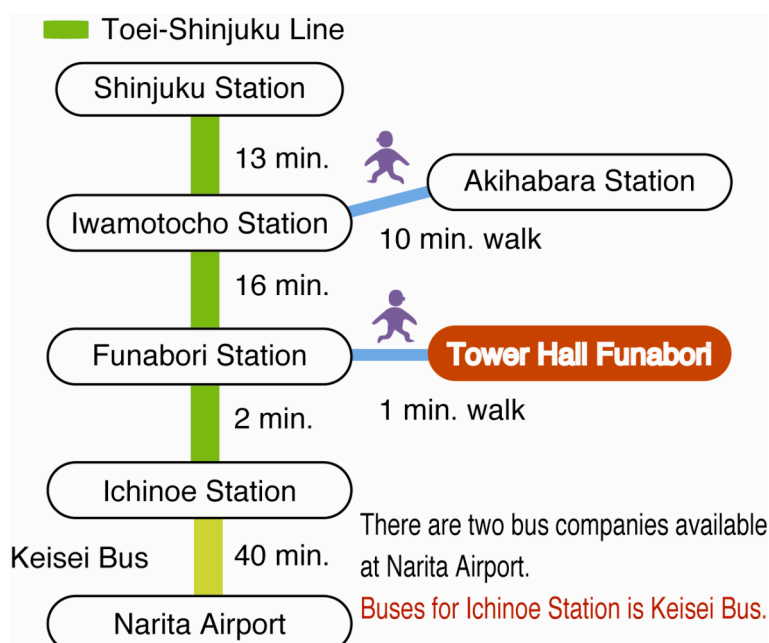 Toei-Shinjuku Line
Shinjuku Station
13 min.
Akihabara Station
Iwamotocho Station
10 min. walk
16 min.
Funabori Station
Tower Hall Funabori
1 min. walk
2 min.
Ichinoe Station
There are two bus companies available
at Narita Airport.
Keisei Bus
40 min.
Buses for Ichinoe Station is Keisei Bus.
Narita Airport